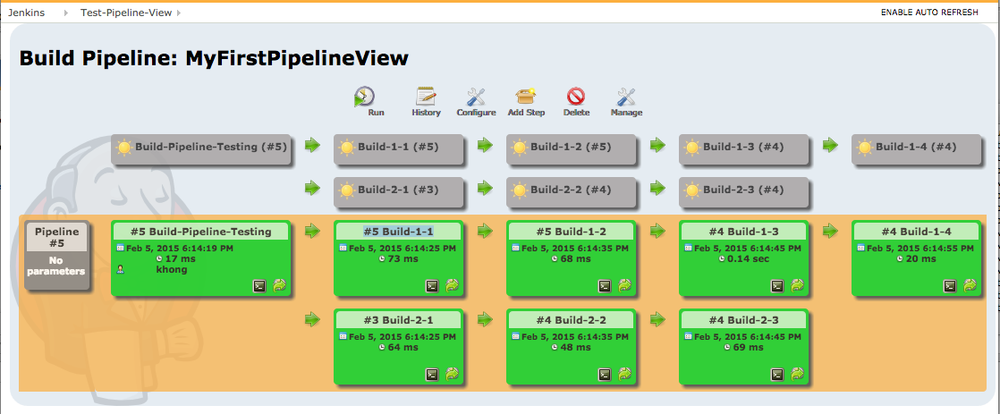 Jenkins Test-Pipeline-View ENABLE AUTO REFRESH
Build Pipeline: MyFirstPipelineView
Run History Configure Add Step Delete Manage
Build-Pipeline-Testing (#5) Build-1-1 (#5) Build-1-2 (#5) Build-1-3 (#4) Build-1-4 (#4)
Build-2-1 (#3) Build-2-2 (#4) Build-2-3 (#4)
Pipeline
#5
No
parameters
#5 Build-Pipeline-Testing
Feb 5, 2015 6:14:19 PM
17 ms
khong
#5 Build-1-1
Feb 5, 2015 6:14:25 PM
73 ms
#5 Build-1-2
Feb 5, 2015 6:14:35 PM
68 ms
#4 Build-1-3
Feb 5, 2015 6:14:45 PM
0.14 sec
#4 Build-1-4
Feb 5, 2015 6:14:55 PM
20 ms
#3 Build-2-1
Feb 5, 2015 6:14:25 PM
64 ms
#4 Build-2-2
Feb 5, 2015 6:14:35 PM
48 ms
#4 Build-2-3
Feb 5, 2015 6:14:45 PM
69 ms